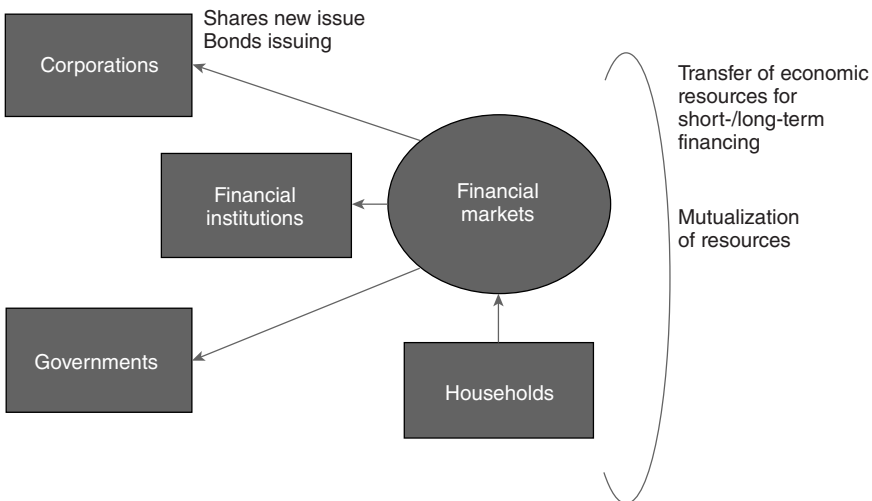 Shares new issue
Bonds issuing
Corporations
Transfer of economic
resources for
short-/long-term
financing
Financial
institutions
Financial
markets
Mutualization
of resources
Governments
Households